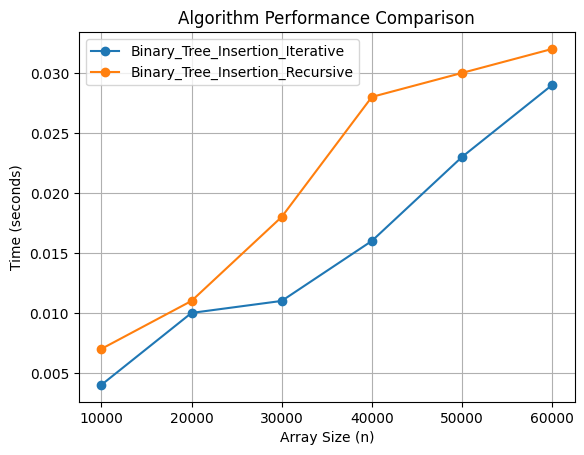 Algorithm Performance Comparison
Binary_Tree_Insertion_Iterative
Binary_Tree_Insertion_Recursive
Time (seconds)
0.030
0.025
0.020
0.015
0.010
0.005
10000 20000 30000 40000 50000 60000
Array Size (n)